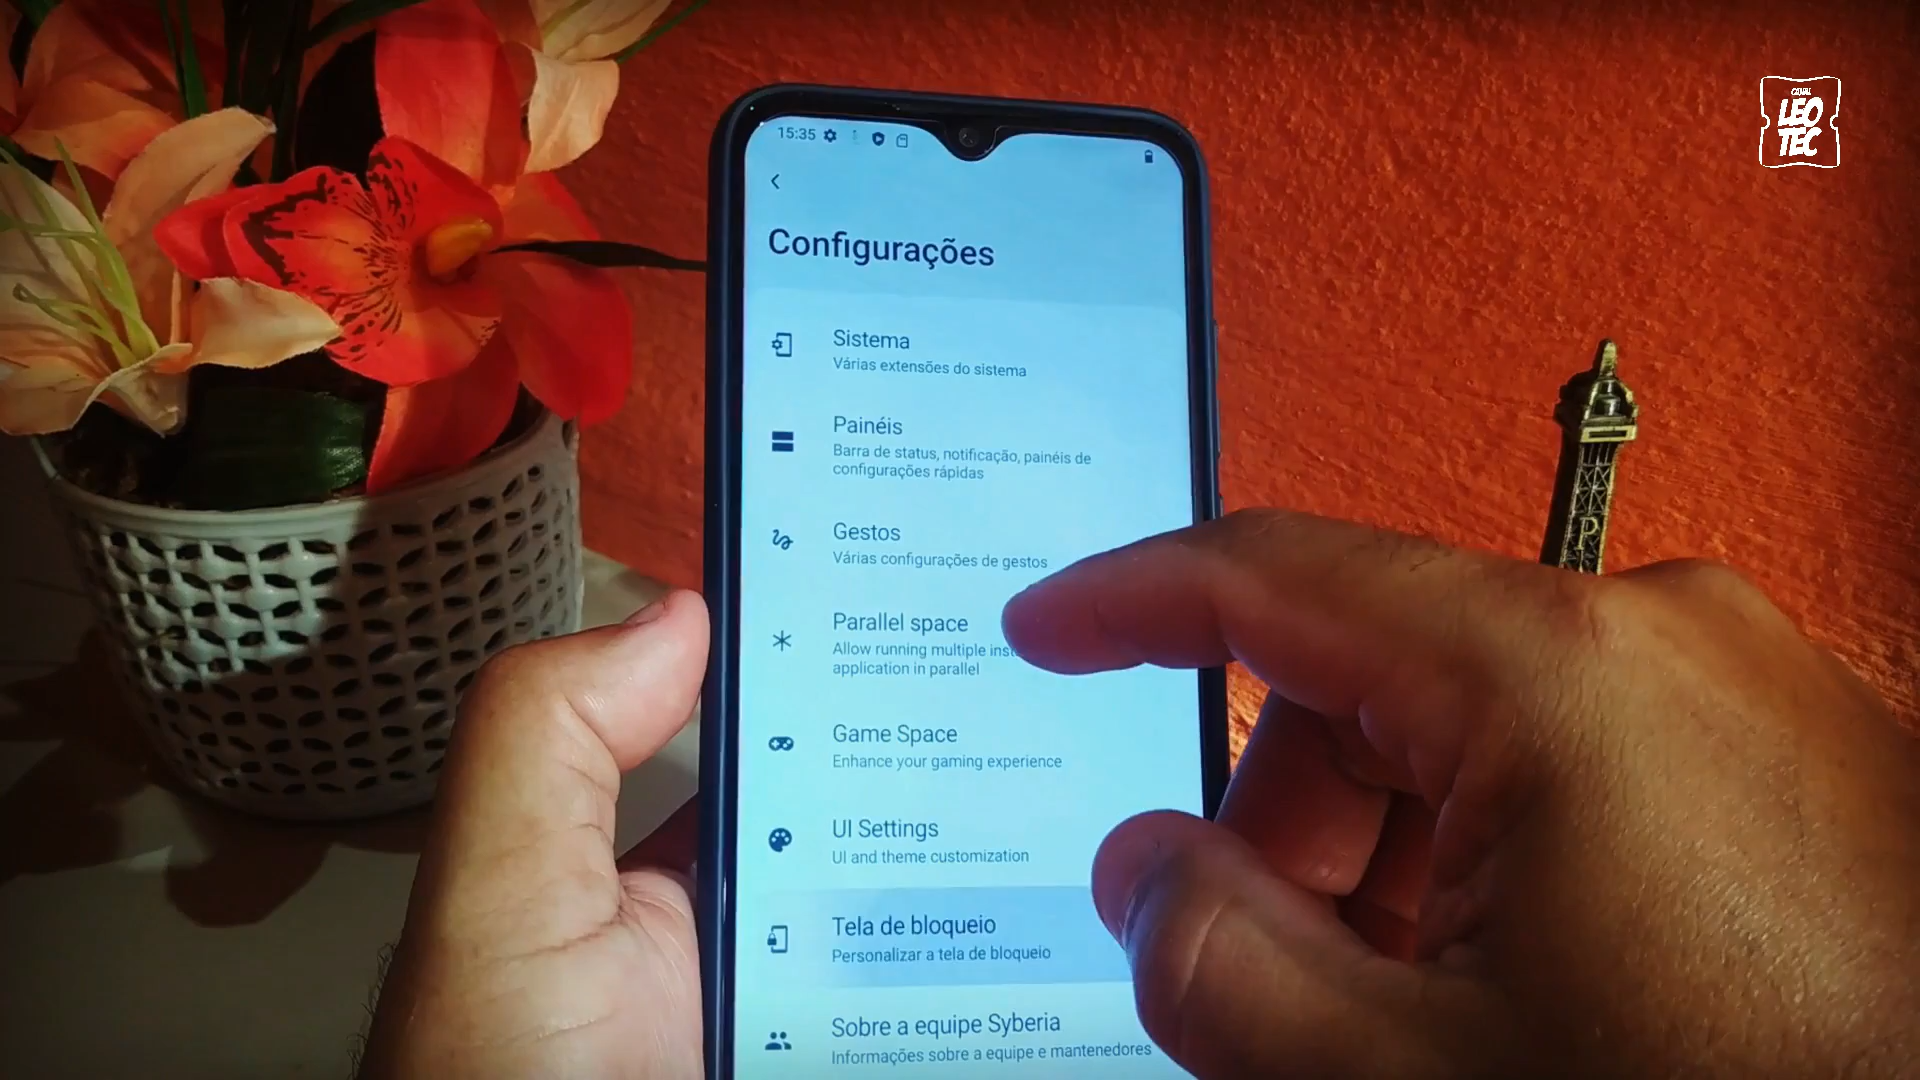 CANAL
LEO
TEC
15:35
Configurações
Sistema
Várias extensões do sistema
Painéis
Barra de status, notificação, painéis de
configurações rápidas
Gestos
Várias configurações de gestos
Parallel space
Allow running multiple
application in parallel
Game Space
Enhance your gaming experience
UI Settings
UI and theme customization
Tela de bloqueio
Personalizar a tela de bloqueio
Sobre a equipe Syberia
Informações sobre a equipe e mantenedores
P